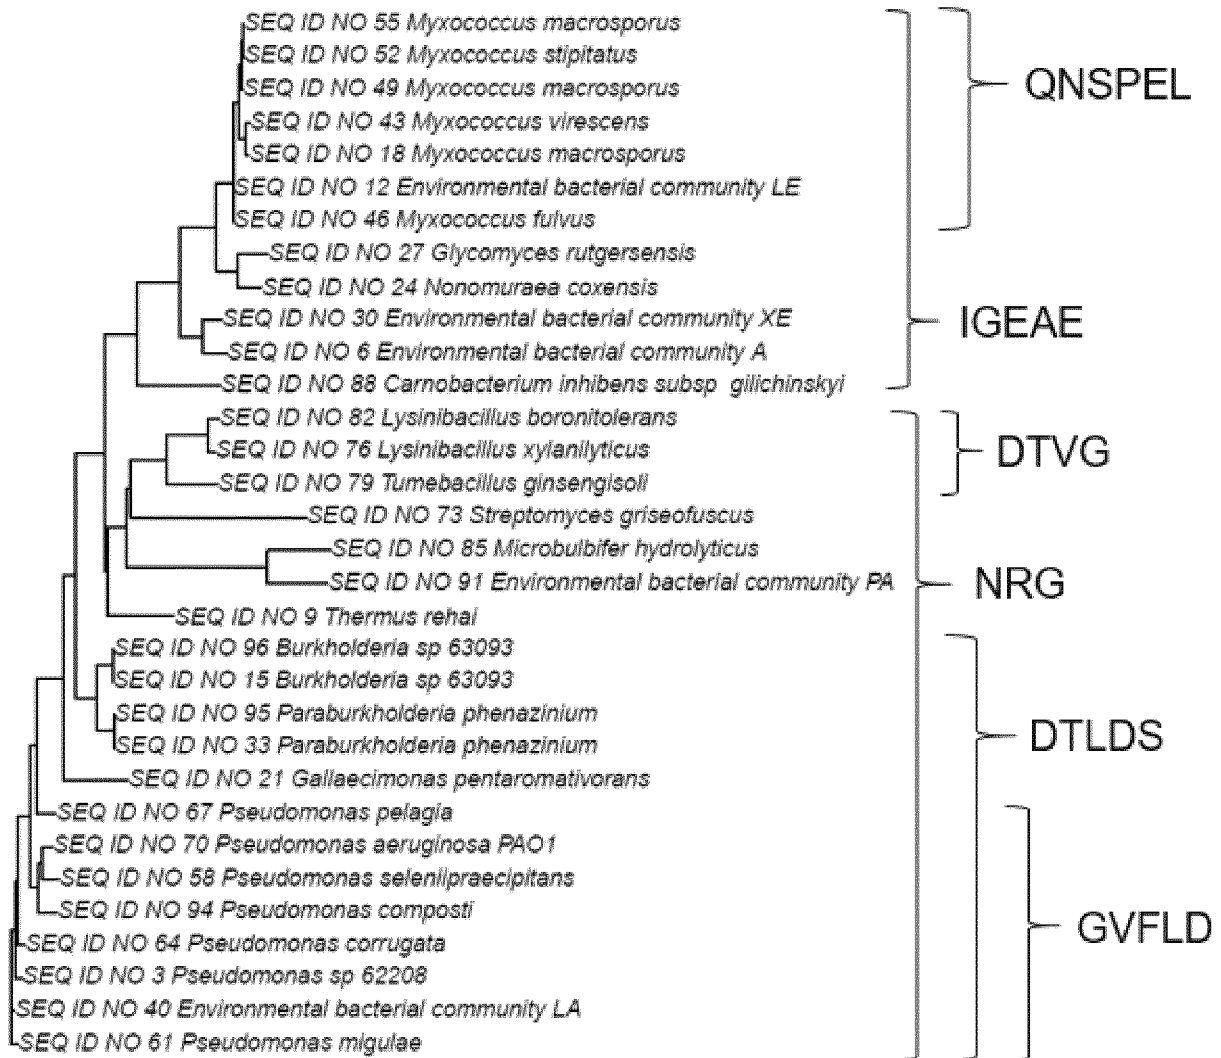 SEQ ID NO 55 Myxococcus macrosporus
SEQ ID NO 52 Myxococcus stipitatus
SEQ ID NO 49 Myxococcus macrosporus
QNSPEL
SEQ ID NO 43 Myxococcus virescens
SEQ ID NO 18 Myxococcus macrosporus
SEQ ID NO 12 Environmental bacterial community LE
SEQ ID NO 46 Myxococcus fulvus
SEQ ID NO 27 Glycomyces rutgersensis
SEQ ID NO 24 Nonomuraea coxensis
SEQ ID NO 30 Environmental bacterial community XE
IGEAE
SEQ ID NO 6 Environmental bacterial community A
SEQ ID NO 88 Carnobacterium inhibens subsp gilichinskyi
SEQ ID NO 82 Lysinibacillus boronitolerans
SEQ ID NO 76 Lysinibacillus xylanilyticus
DTVG
SEQ ID NO 79 Tumebacillus ginsengisoli
SEQ ID NO 73 Streptomyces griseofuscus
SEQ ID NO 85 Microbulbifer hydrolyticus
SEQ ID NO 91 Environmental bacterial community PA
NRG
SEQ ID NO 9 Thermus rehai
SEQ ID NO 96 Burkholderia sp 63093
SEQ ID NO 15 Burkholderia sp 63093
SEQ ID NO 95 Paraburkholderia phenazinium
SEQ ID NO 33 Paraburkholderia phenazinium
DTLDS
SEQ ID NO 21 Gallaecimonas pentaromativorans
SEQ ID NO 67 Pseudomonas pelagia
SEQ ID NO 70 Pseudomonas aeruginosa PAO1
SEQ ID NO 58 Pseudomonas seleniipraecipitans
SEQ ID NO 94 Pseudomonas composti
GVFLD
SEQ ID NO 64 Pseudomonas corrugata
SEQ ID NO 3 Pseudomonas sp 62208
SEQ ID NO 40 Environmental bacterial community LA
SEQ ID NO 61 Pseudomonas migulae